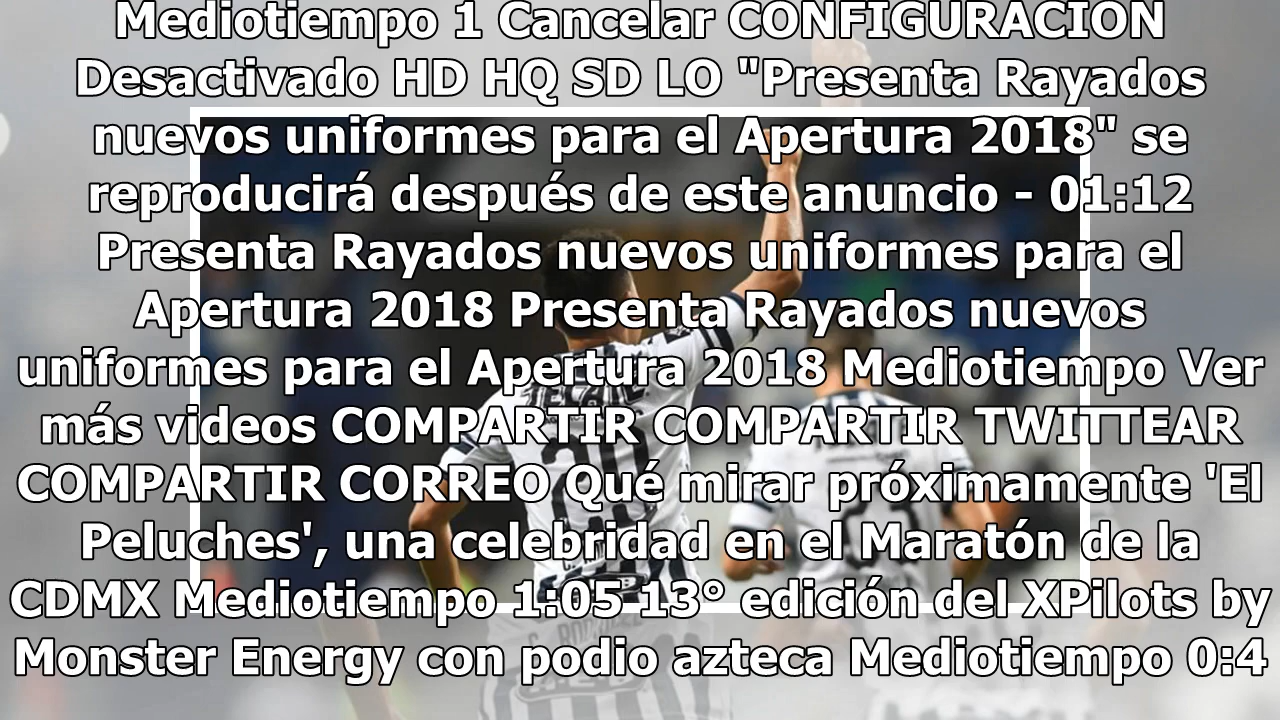 Mediotiempo 1 Cancelar CONFIGURACIÓN
Desactivado HD HQ SD LO "Presenta Rayados
nuevos uniformes para el Apertura 2018" se
reproducirá después de este anuncio - 01:12
Presenta Rayados nuevos uniformes para el
Apertura 2018 Presenta Rayados nuevos
uniformes para el Apertura 2018 Mediotiempo Ver
más videos COMPARTIR COMPARTIR TWITTEAR
COMPARTIR CORREO Qué mirar próximamente 'El
Peluches', una celebridad en el Maratón de la
CDMX Mediotiempo 1:05 13° edición del XPilots by
Monster Energy con podio azteca Mediotiempo 0:4
TECATE